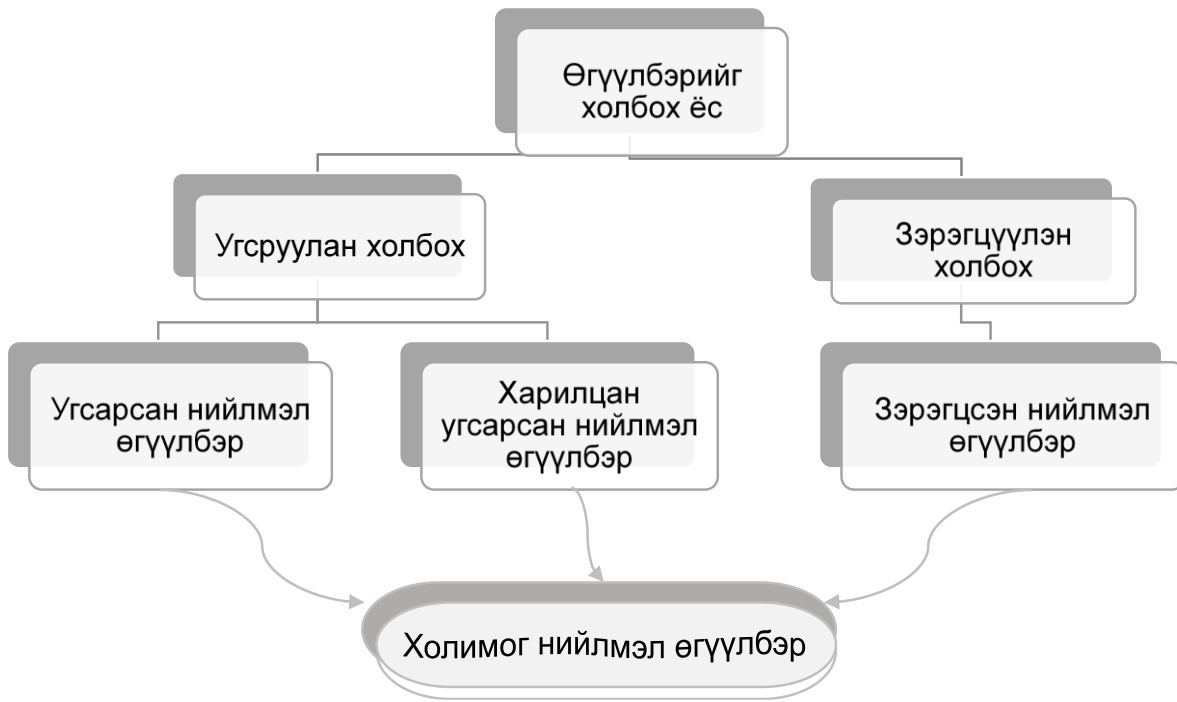 Өгүүлбэрийг
холбох ёс
Угсруулан холбох
Зэрэгцүүлэн
холбох
Угсарсан нийлмэл
өгүүлбэр
Харилцан
угсарсан нийлмэл
өгүүлбэр
Зэрэгцсэн нийлмэл
өгүүлбэр
Холимог нийлмэл өгүүлбэр